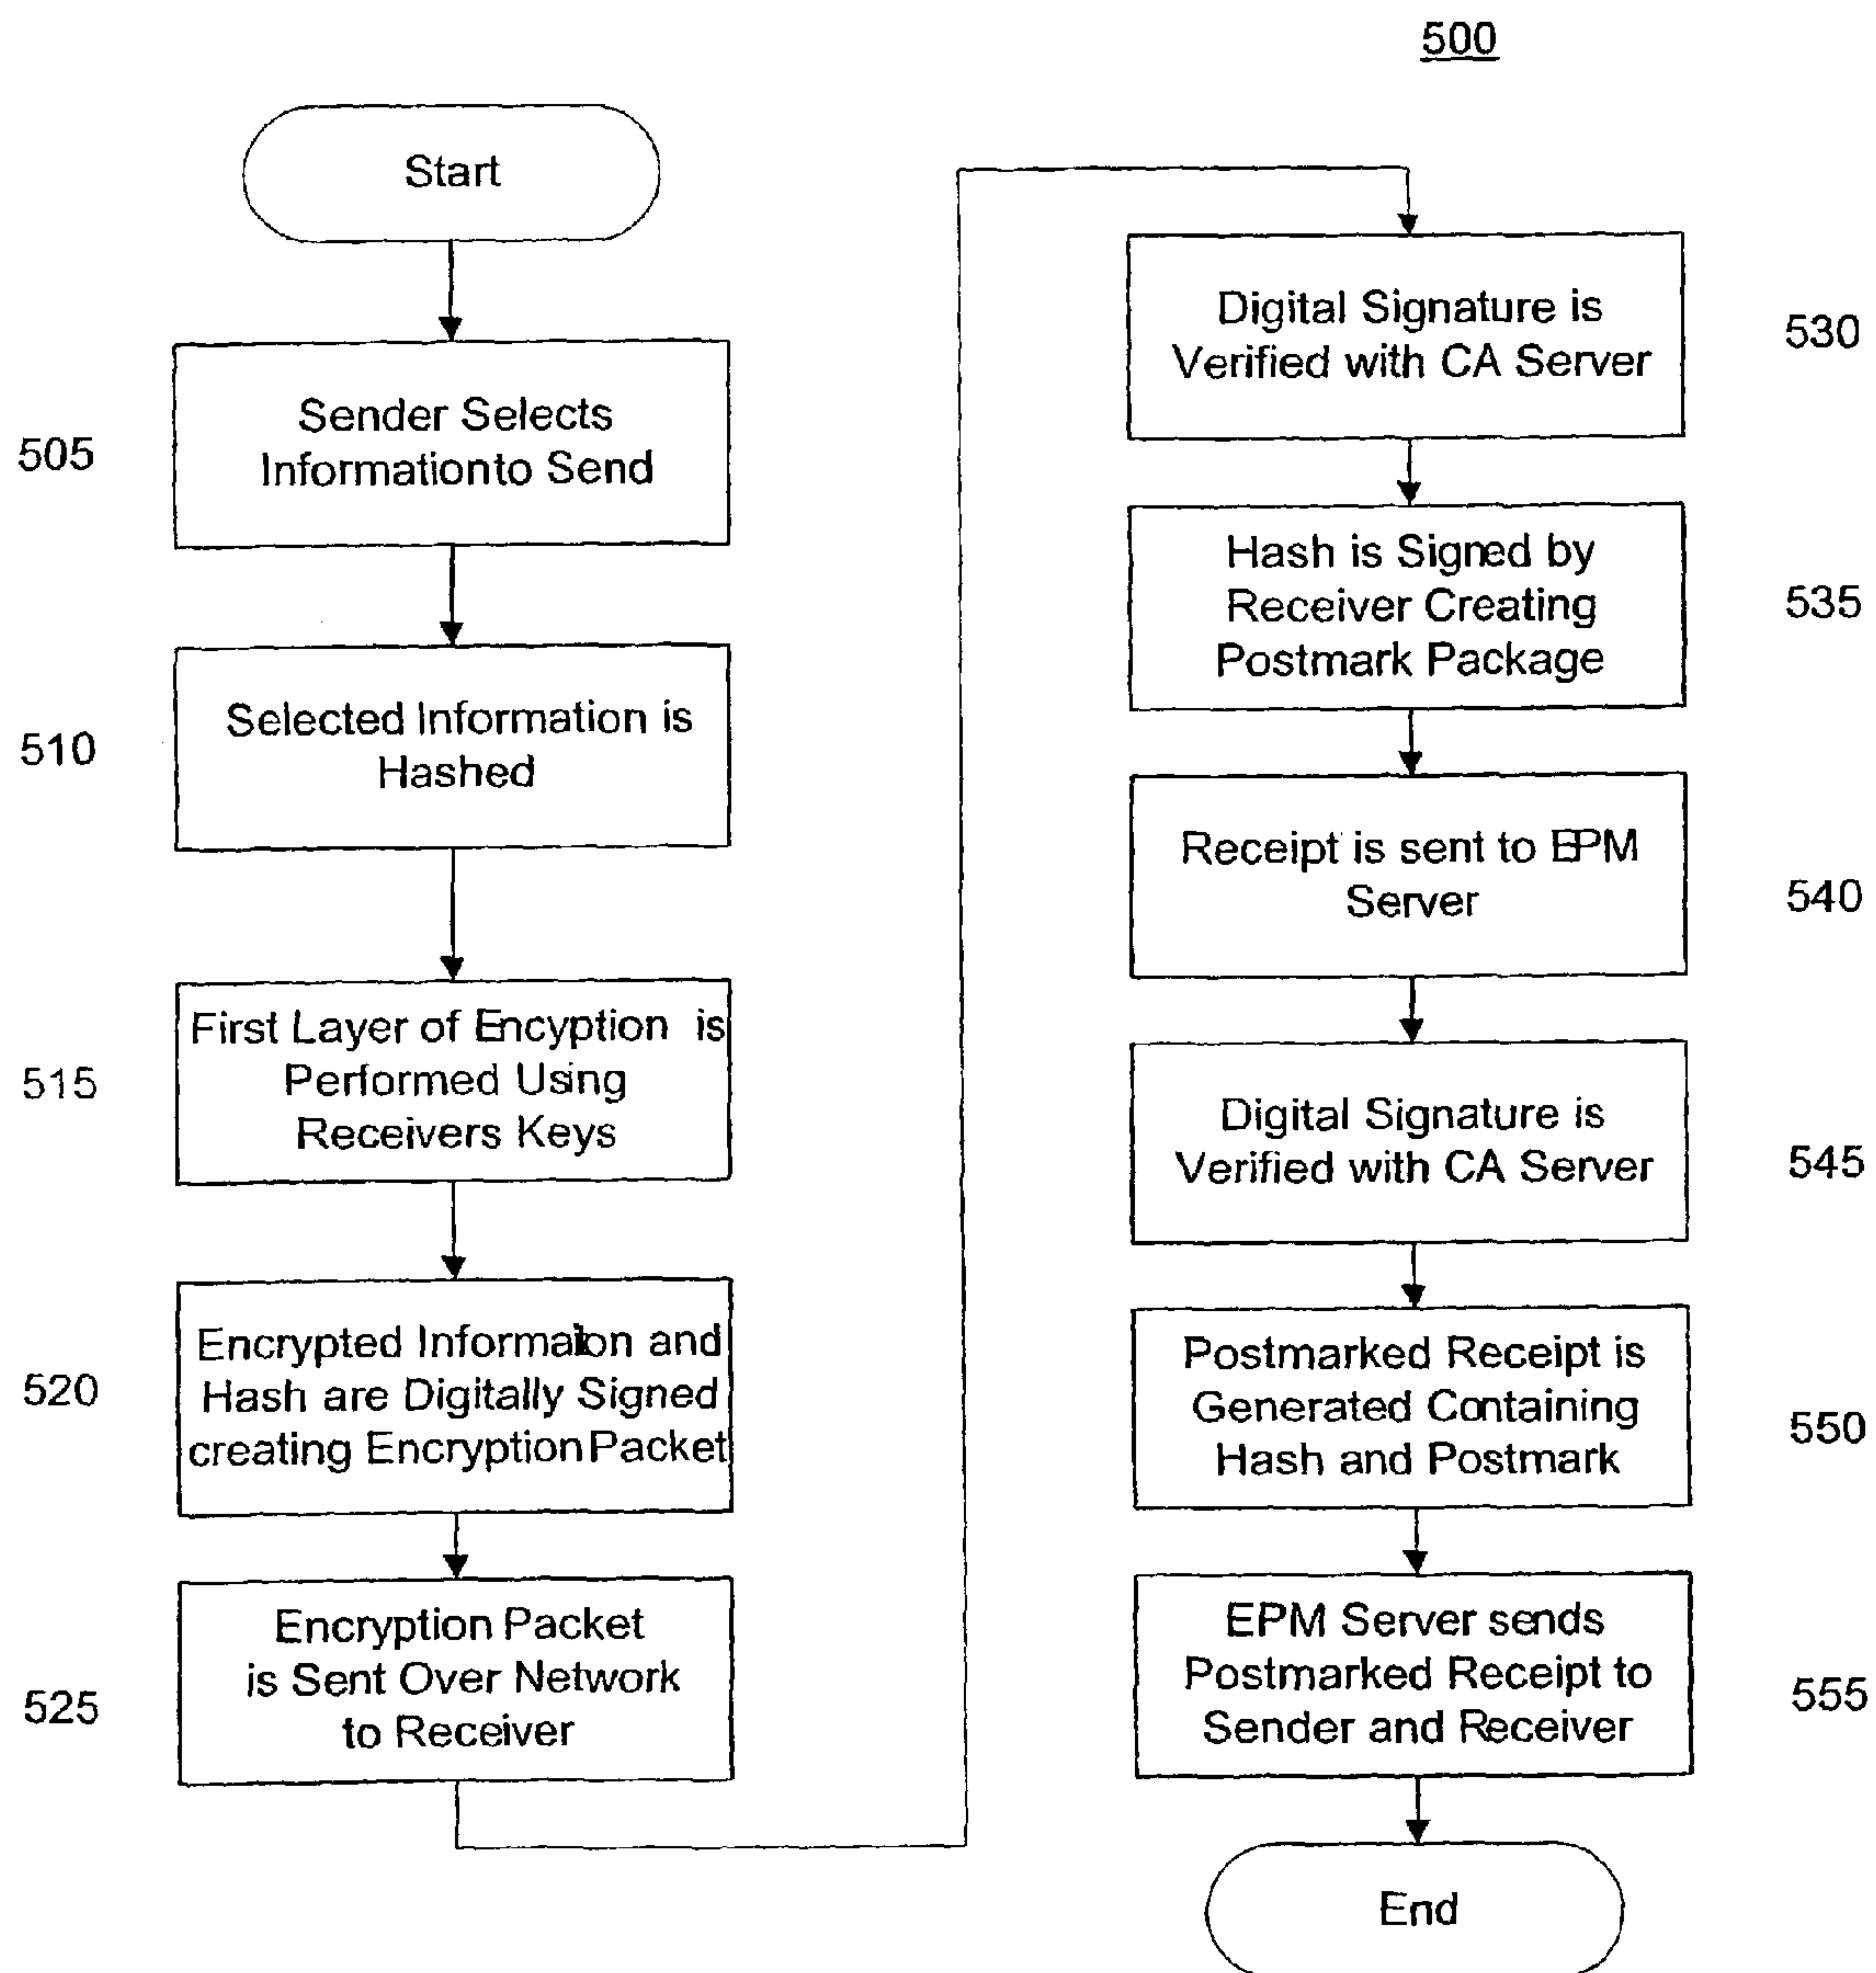 500
Start
505
Sender Selects
Information to Send
510
Selected Information is
Hashed
515
First Layer of Encyption is
Performed Using
Receivers Keys
520
Encrypted Information and
Hash are Digitally Signed
creating Encryption Packet
525
Encryption Packet
is Sent Over Network
to Receiver
Digital Signature is
Verified with CA Server
530
Hash is Signed by
Receiver Creating
Postmark Package
535
Receipt is sent to EPM
Server
540
Digital Signature is
Verified with CA Server
545
Postmarked Receipt is
Generated Containing
Hash and Postmark
550
EPM Server sends
Postmarked Receipt to
Sender and Receiver
555
End